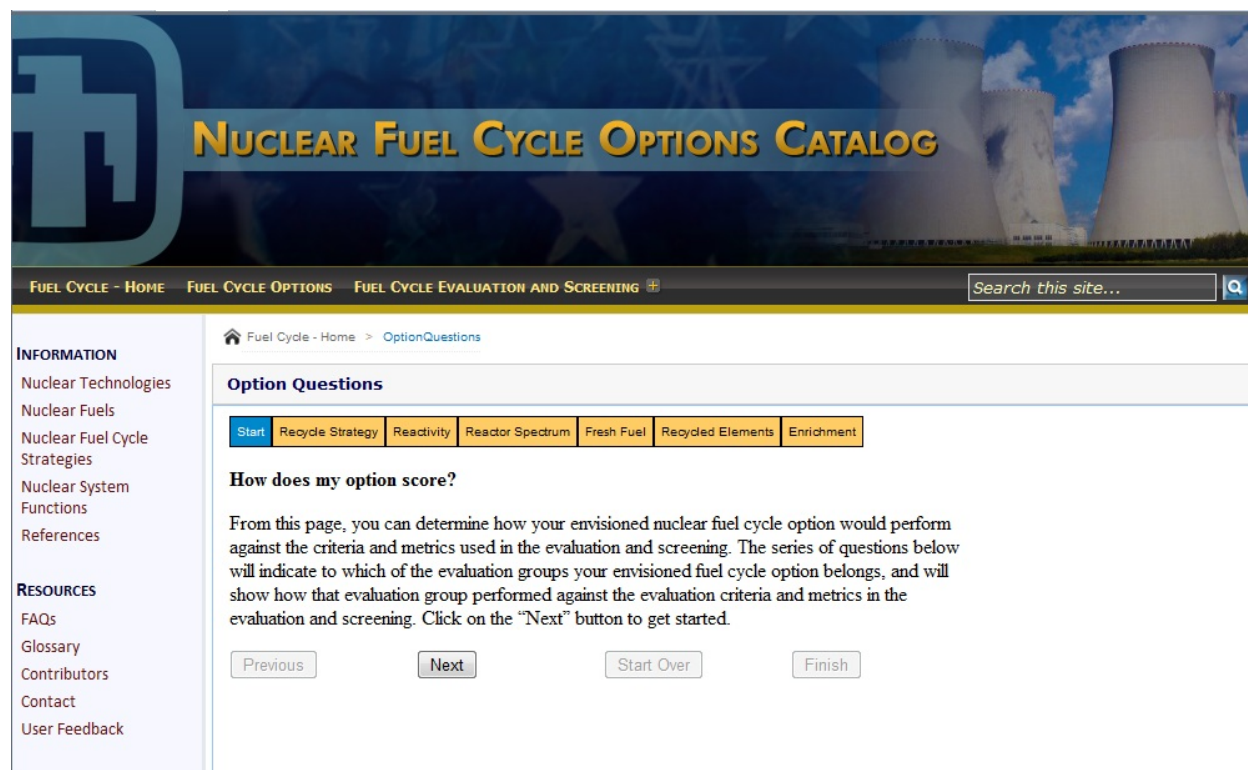 NUCLEAR FUEL CYCLE OPTIONS CATALOG
FUEL CYCLE - HOME FUEL CYCLE OPTIONS FUEL CYCLE EVALUATION AND SCREENING
Search this site...
Fuel Cycle - Home > OptionQuestions
INFORMATION
Nuclear Technologies
Nuclear Fuels
Nuclear Fuel Cycle
Strategies
Nuclear System
Functions
References
RESOURCES
FAQs
Glossary
Contributors
Contact
User Feedback
Option Questions
Start Recycle Strategy Reactivity Reactor Spectrum Fresh Fuel Recycled Elements Enrichment
How does my option score?
From this page, you can determine how your envisioned nuclear fuel cycle option would perform
against the criteria and metrics used in the evaluation and screening. The series of questions below
will indicate to which of the evaluation groups your envisioned fuel cycle option belongs, and will
show how that evaluation group performed against the evaluation criteria and metrics in the
evaluation and screening. Click on the “Next” button to get started.
Previous Next Start Over Finish